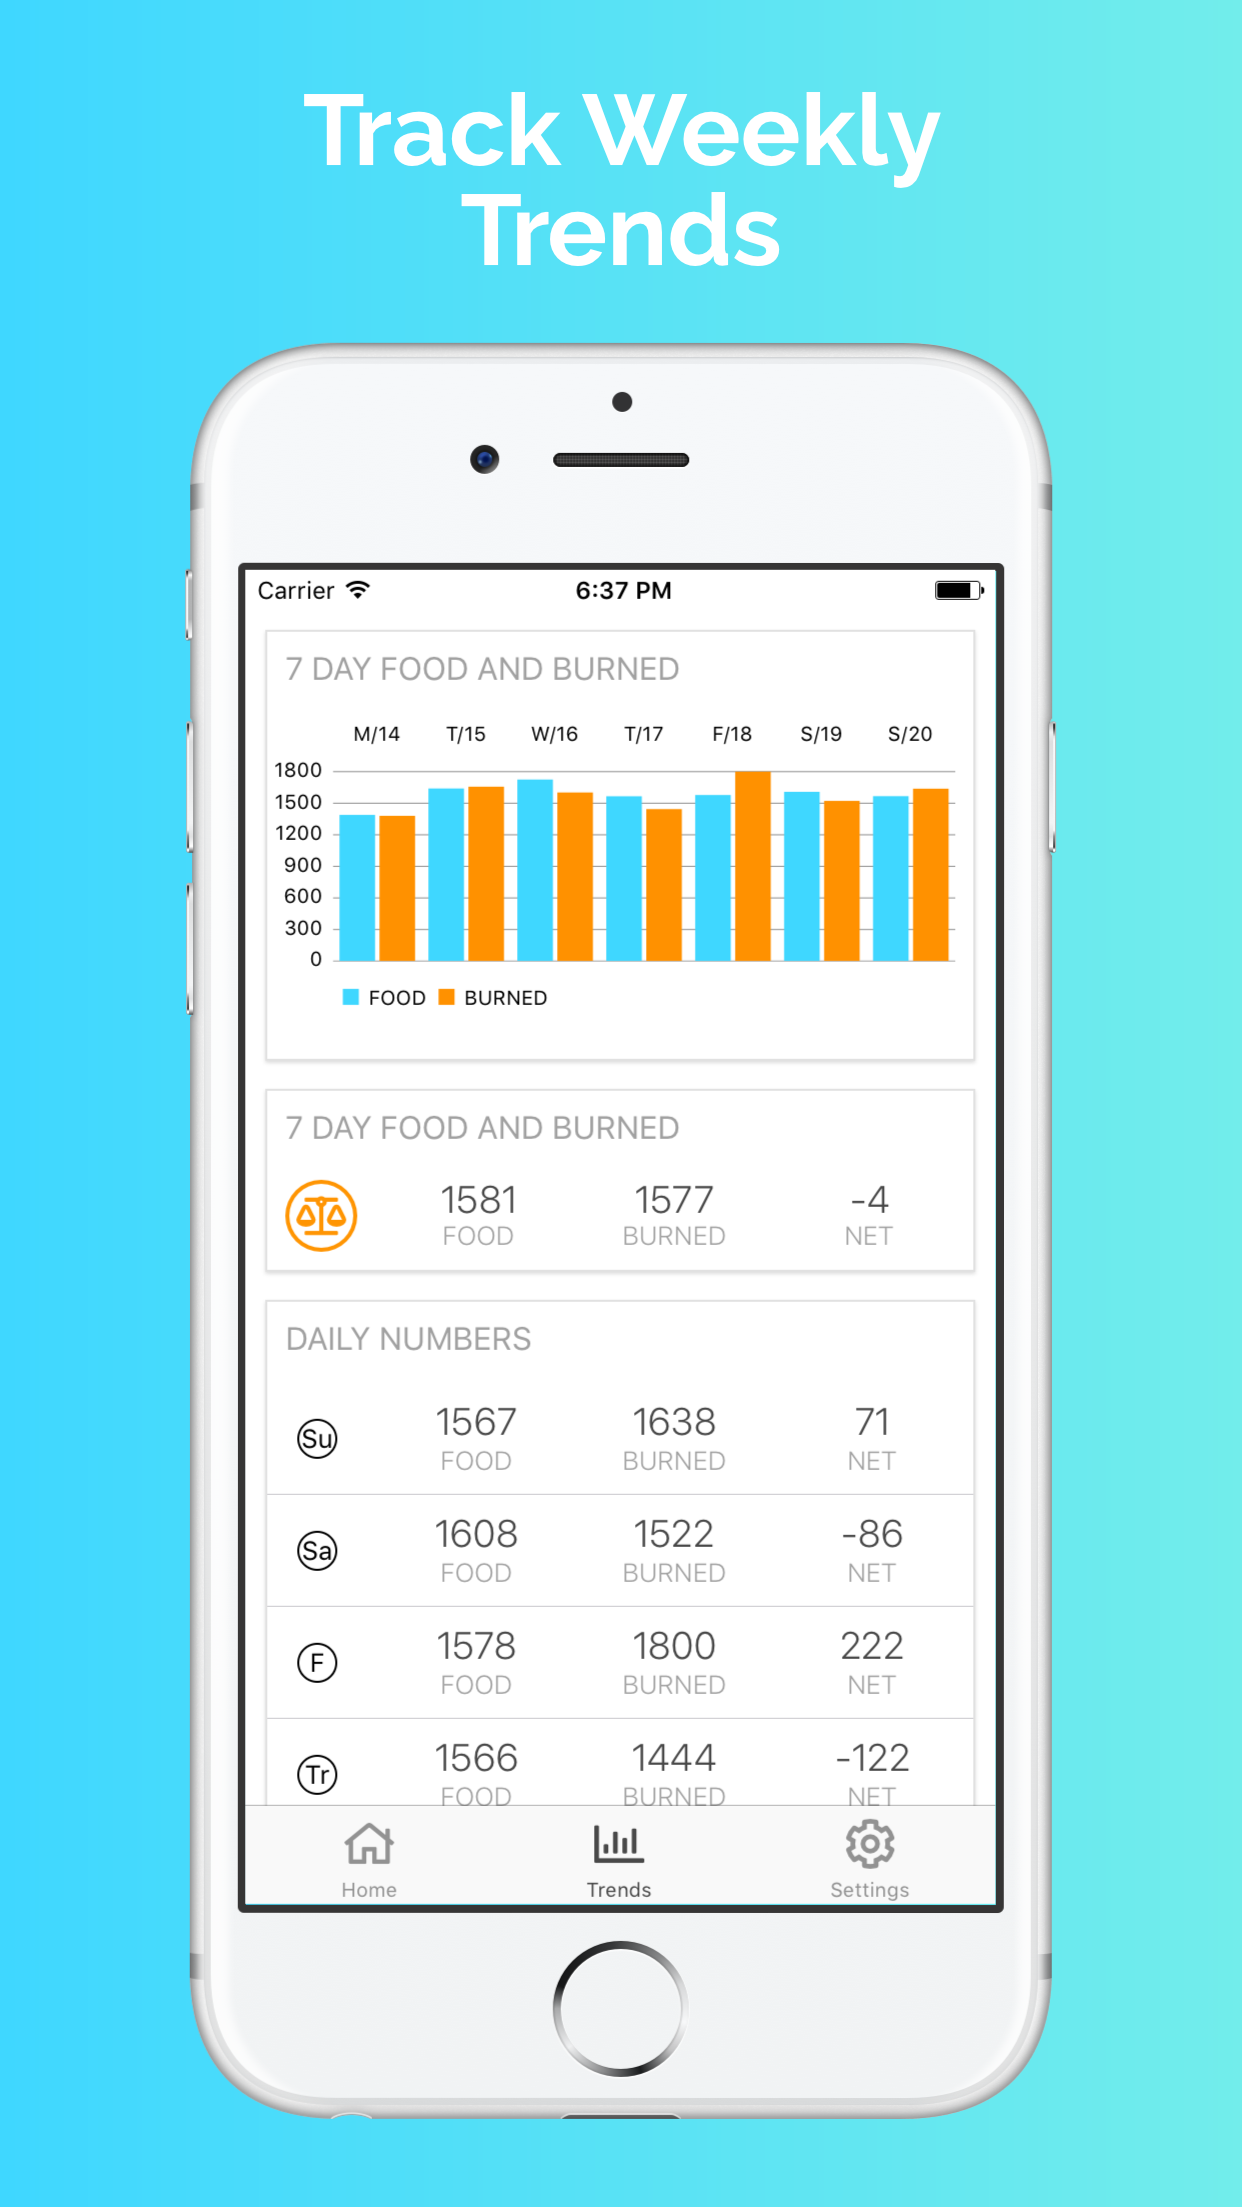 Track Weekly
Trends
Carrier 6:37 PM
7 DAY FOOD AND BURNED
M/14 T/15 W/16 T/17 F/18 S/19 S/20
1800
1500
1200
900
600
300
0
FOOD BURNED
7 DAY FOOD AND BURNED
1581 1577 -4
FOOD BURNED NET
DAILY NUMBERS
Su
1567 1638 71
FOOD BURNED NET
Sa
1608 1522 -86
FOOD BURNED NET
F
1578 1800 222
FOOD BURNED NET
Tr
1566 1444 -122
FOOD BURNED NET
Home Trends Settings